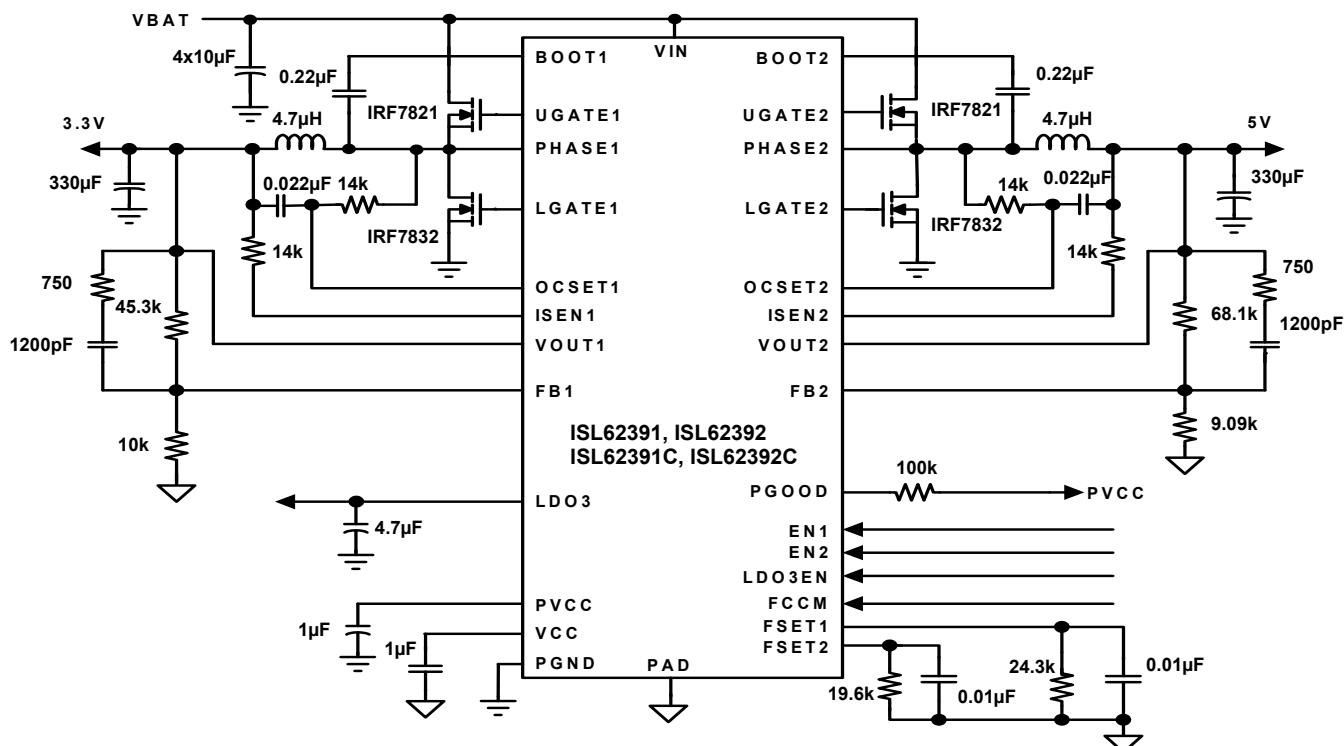 VBAT
4x10µF
0.22µF
IRF7821
4.7µH
3.3V
330µF
0.022µF
14k
IRF7832
14k
750
45.3k
1200pF
10k
4.7µF
1µF
1µF
VIN
BOOT1
UGATE1
PHASE1
LGATE1
OCSET1
ISEN1
VOUT1
FB1
ISL62391, ISL62392
ISL62391C, ISL62392C
LDO3
PVCC
VCC
PGND
PAD
BOOT2
UGATE2
PHASE2
LGATE2
OCSET2
ISEN2
VOUT2
FB2
PGOOD
EN1
EN2
LDO3EN
FCCM
FSET1
FSET2
0.22µF
IRF7821
4.7µH
5V
330µF
14k
0.022µF
IRF7832
14k
750
68.1k
1200pF
9.09k
100k
PVCC
19.6k
0.01µF
24.3k
0.01µF